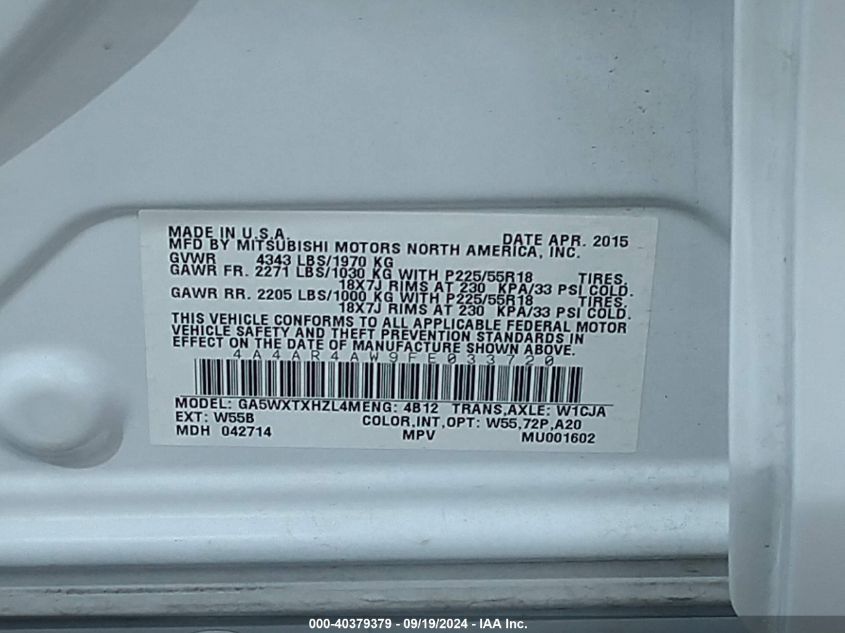 MADE IN U.S.A. DATE APR. 2015
MFD BY MITSUBISHI MOTORS NORTH AMERICA, INC.
GVWR 4343 LBS/1970 KG
GAWR FR. 2271 LBS/1030 KG WITH P225/55R18 TIRES,
18X7J RIMS AT 230 KPA/33 PSI COLD.
GAWR RR. 2205 LBS/1000 KG WITH P225/55R18 TIRES,
18X7J RIMS AT 230 KPA/33 PSI COLD.
THIS VEHICLE CONFORMS TO ALL APPLICABLE FEDERAL MOTOR
VEHICLE SAFETY AND THEFT PREVENTION STANDARDS IN
EFFECT ON THE DATE OF MANUFACTURE SHOWN ABOVE.
4A4AR4AW9FE033720
MODEL: GA5WXTXHZL4MENG: 4B12 TRANS,AXLE: W1CJA
EXT: W55B COLOR,INT,OPT: W55,72P,A20
MDH 042714 MPV MU001602
000-40379379 - 09/19/2024 - IAA Inc.